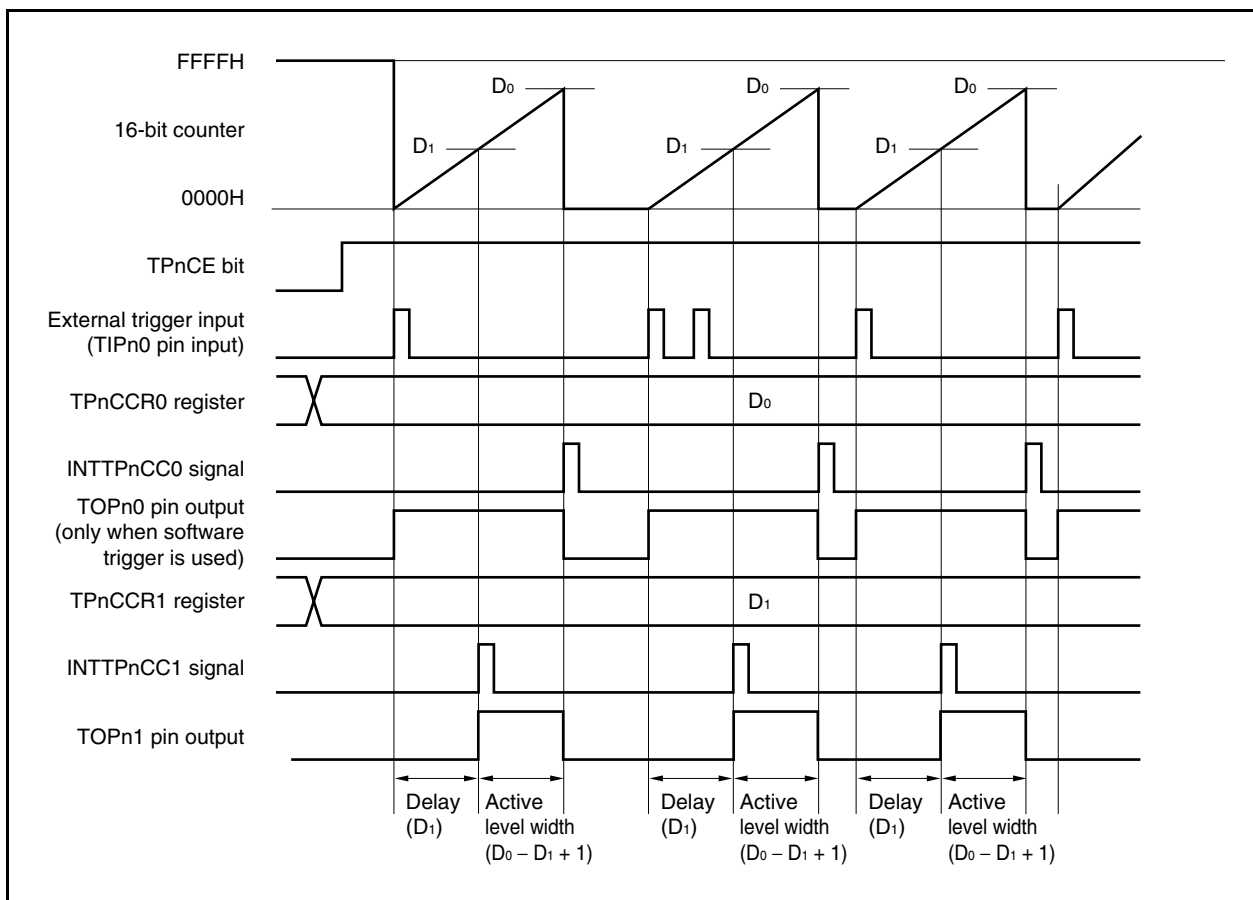 FFFFH
D0
D0
D0
16-bit counter
D1
D1
D1
0000H
TPnCE bit
External trigger input
(TIPn0 pin input)
TPnCCR0 register
D0
INTTPnCC0 signal
TOPn0 pin output
(only when software
trigger is used)
TPnCCR1 register
D1
INTTPnCC1 signal
TOPn1 pin output
Delay
(D1)
Active
level width
(D0 – D1 + 1)
Delay
(D1)
Active
level width
(D0 – D1 + 1)
Delay
(D1)
Active
level width
(D0 – D1 + 1)